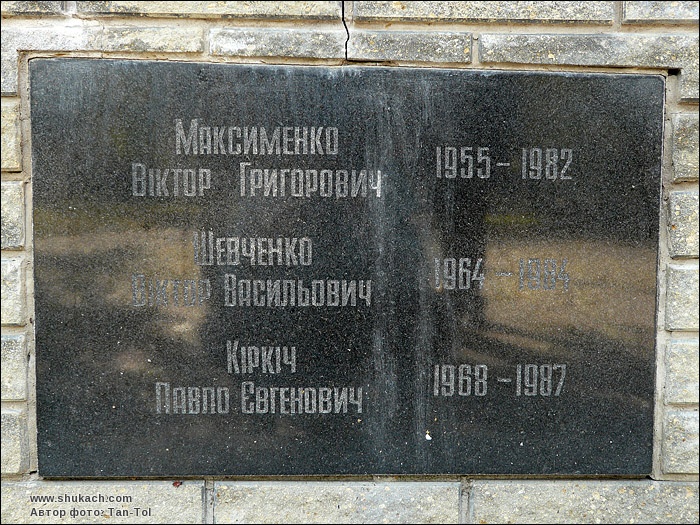 Максименко
Віктор Григорович 1955 – 1982
Шевченко
Віктор Васильович 1964 – 1984
Кіркіч
Павло Євгенович 1968 – 1987
www.shukach.com
Автор фото: Tan-Tol